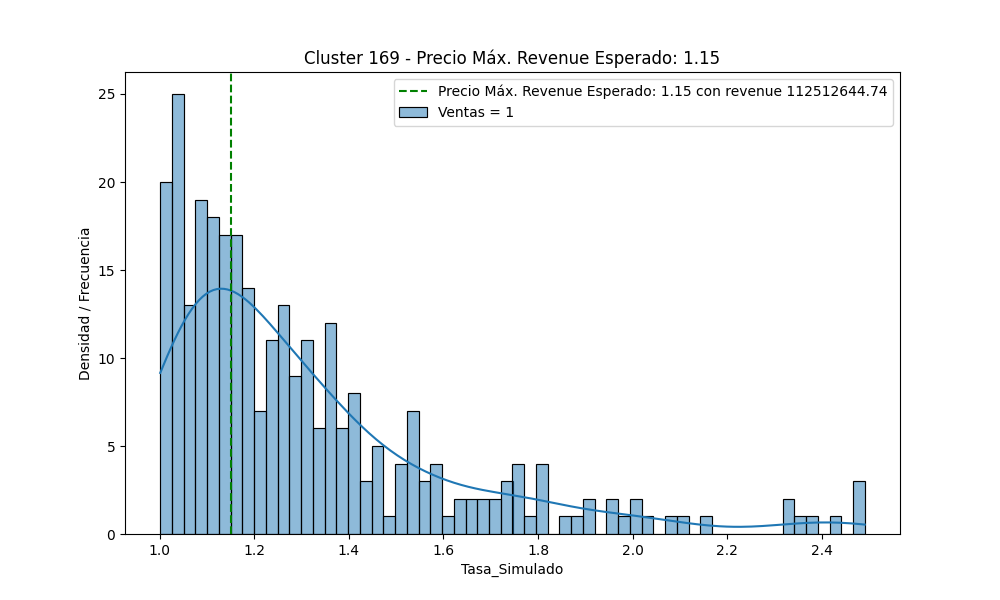 Cluster 169 - Precio Máx. Revenue Esperado: 1.15
Precio Máx. Revenue Esperado: 1.15 con revenue 112512644.74
Ventas = 1
Densidad / Frecuencia
25
20
15
10
5
0
1.0 1.2 1.4 1.6 1.8 2.0 2.2 2.4
Tasa_Simulado